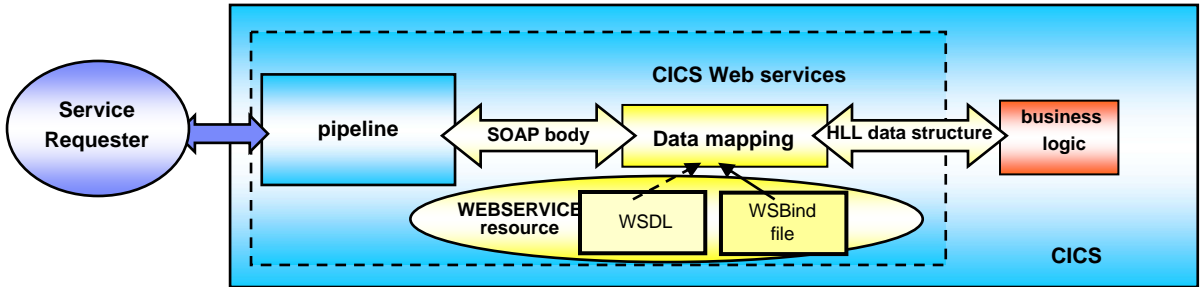 CICS Web services
Service
Requester
pipeline
SOAP body
Data mapping
HLL data structure
business
logic
WEBSERVICE
resource
WSDL
WSBind
file
CICS